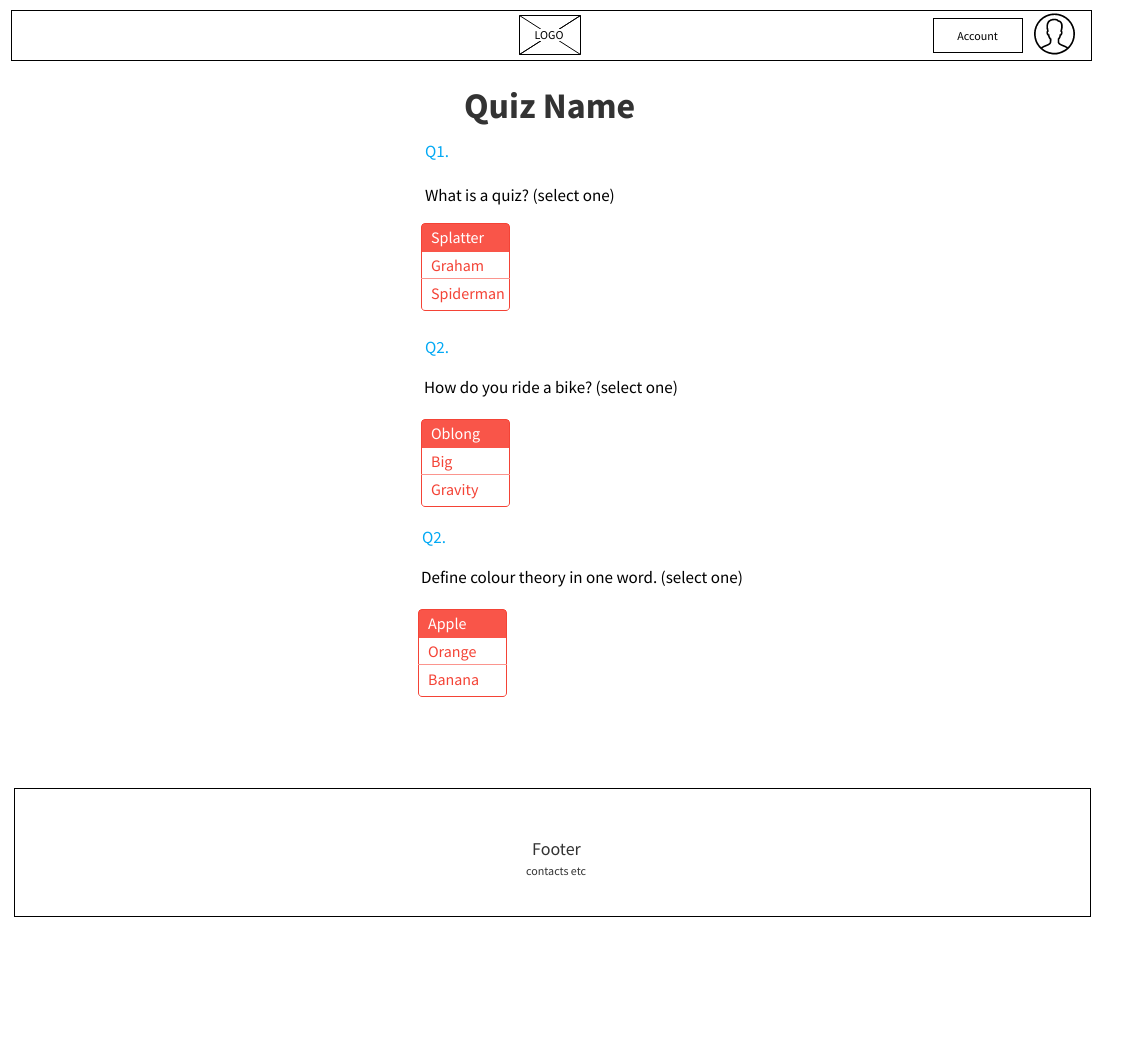 LOGO
Account
Quiz Name
Q1.
What is a quiz? (select one)
Splatter
Graham
Spiderman
Q2.
How do you ride a bike? (select one)
Oblong
Big
Gravity
Q2.
Define colour theory in one word. (select one)
Apple
Orange
Banana
Footer
contacts etc